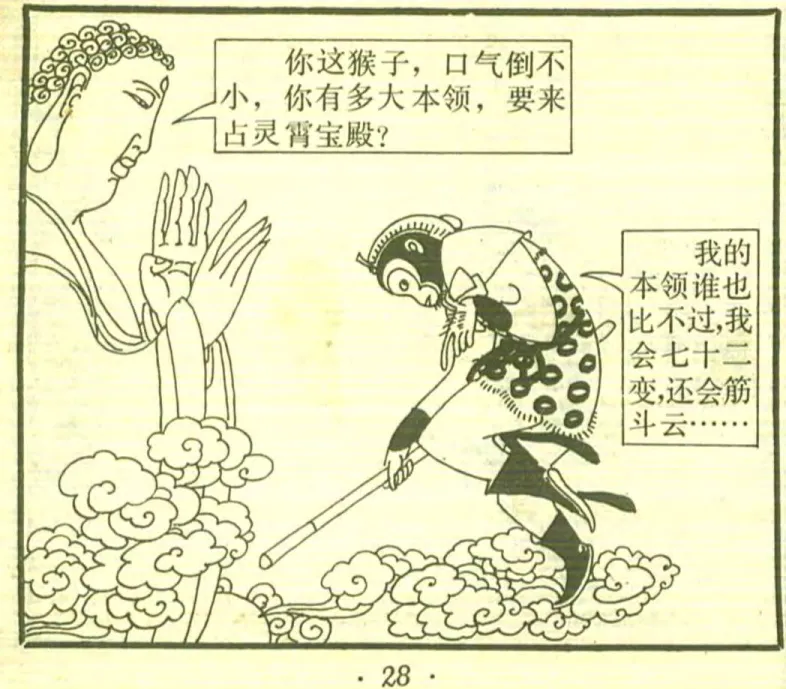 你这猴子，口气倒不
小，你有多大本领，要来
占灵霄宝殿？
我的
本领谁也
比不过，我
会七十二
变，还会筋
斗云……
· 28 ·